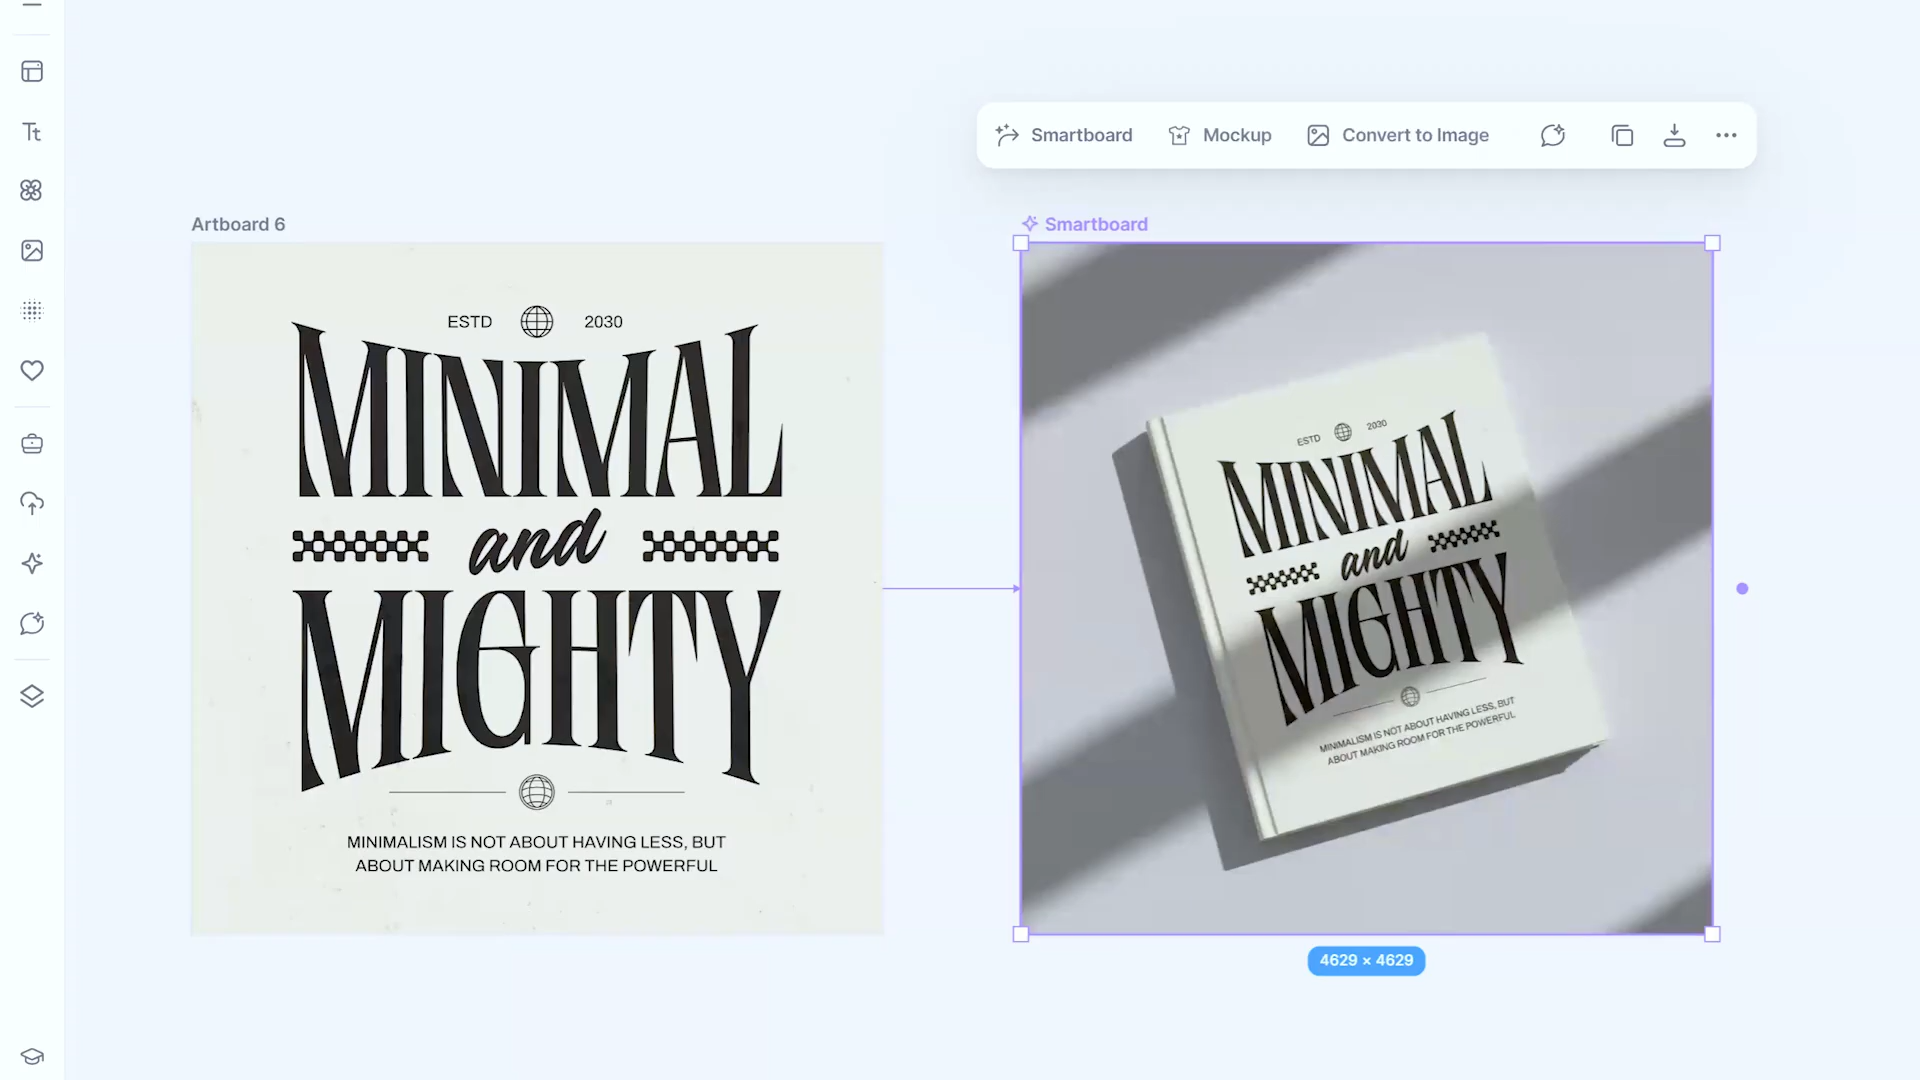 Smartboard
Mockup
Convert to Image
Artboard 6
Smartboard
ESTD 2030
MINIMAL
and
MIGHTY
MINIMALISM IS NOT ABOUT HAVING LESS, BUT
ABOUT MAKING ROOM FOR THE POWERFUL
ESTD 2030
MINIMAL
and
MIGHTY
MINIMALISM IS NOT ABOUT HAVING LESS, BUT
ABOUT MAKING ROOM FOR THE POWERFUL
4629 × 4629
Tt